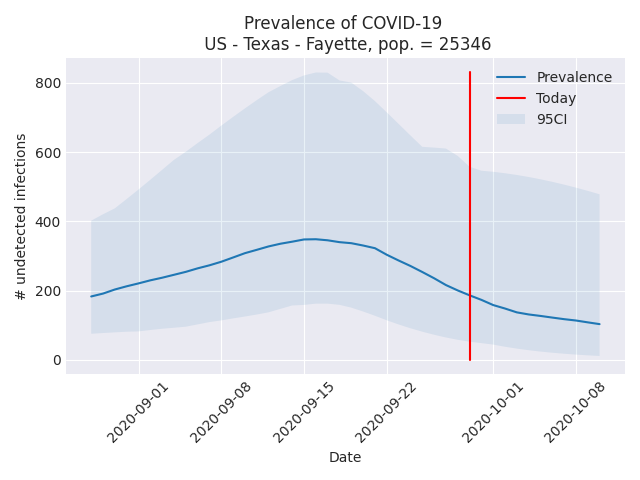 Prevalence of COVID-19
US - Texas - Fayette, pop. = 25346
Prevalence
Today
95CI
800
600
400
200
0
# undetected infections
2020-09-01
2020-09-08
2020-09-15
2020-09-22
2020-10-01
2020-10-08
Date